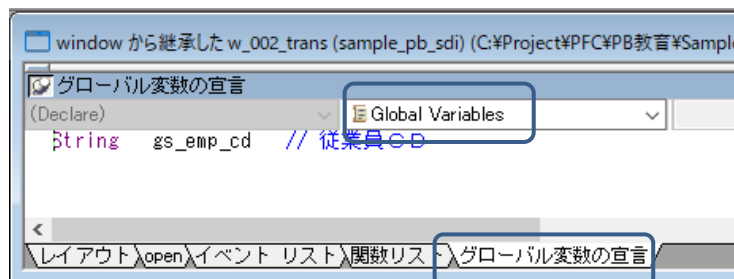 window から継承した w_002_trans (sample_pb_sdi) (C:¥Project¥PFC¥PB教育¥Sample
グローバル変数の宣言
(Declare) Global Variables
String gs_emp_cd // 従業員CD
レイアウト open イベント リスト 関数リスト グローバル変数の宣言